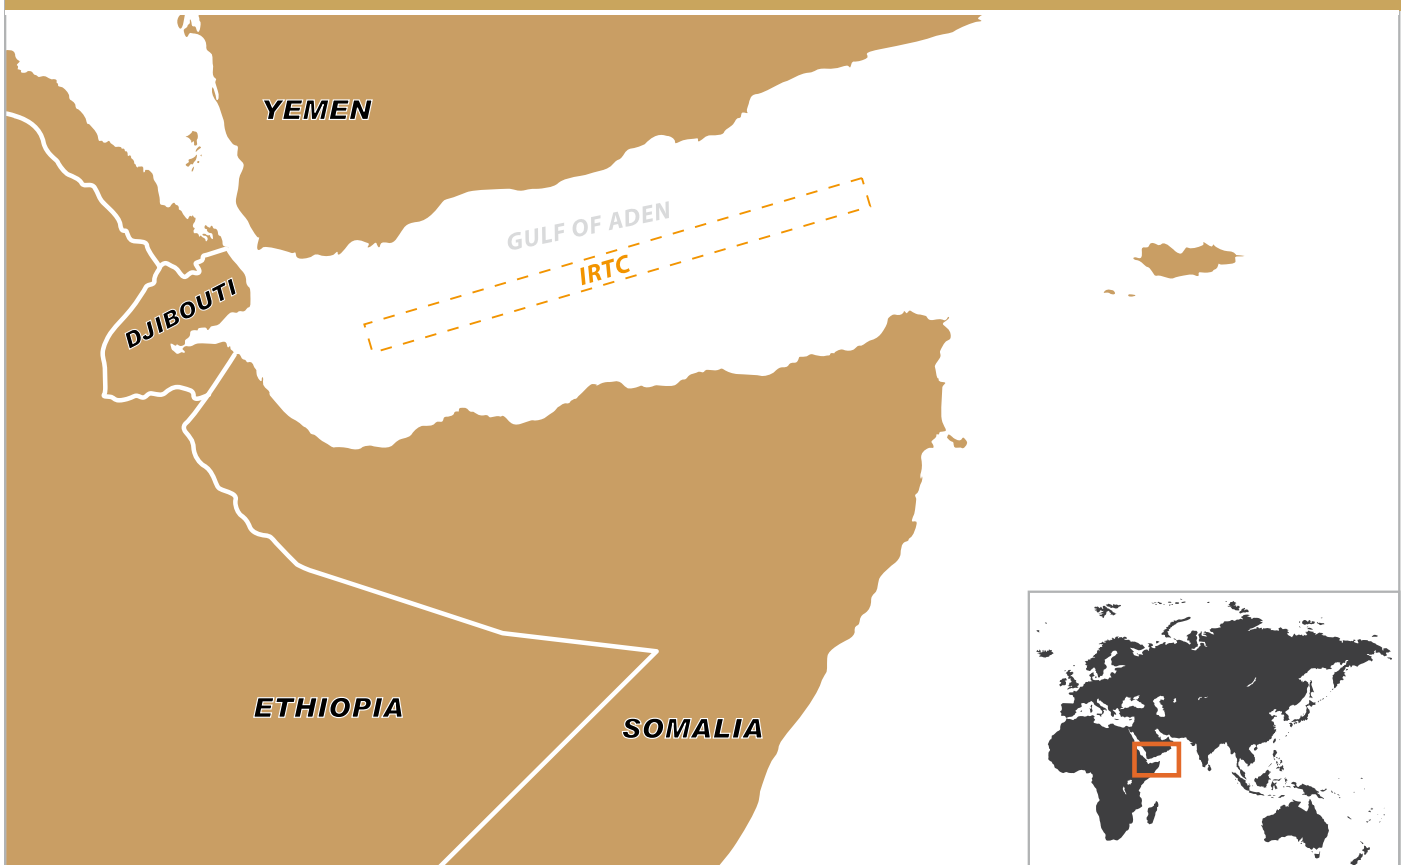 YEMEN
GULF OF ADEN
IRTC
DJIBOUTI
ETHIOPIA
SOMALIA